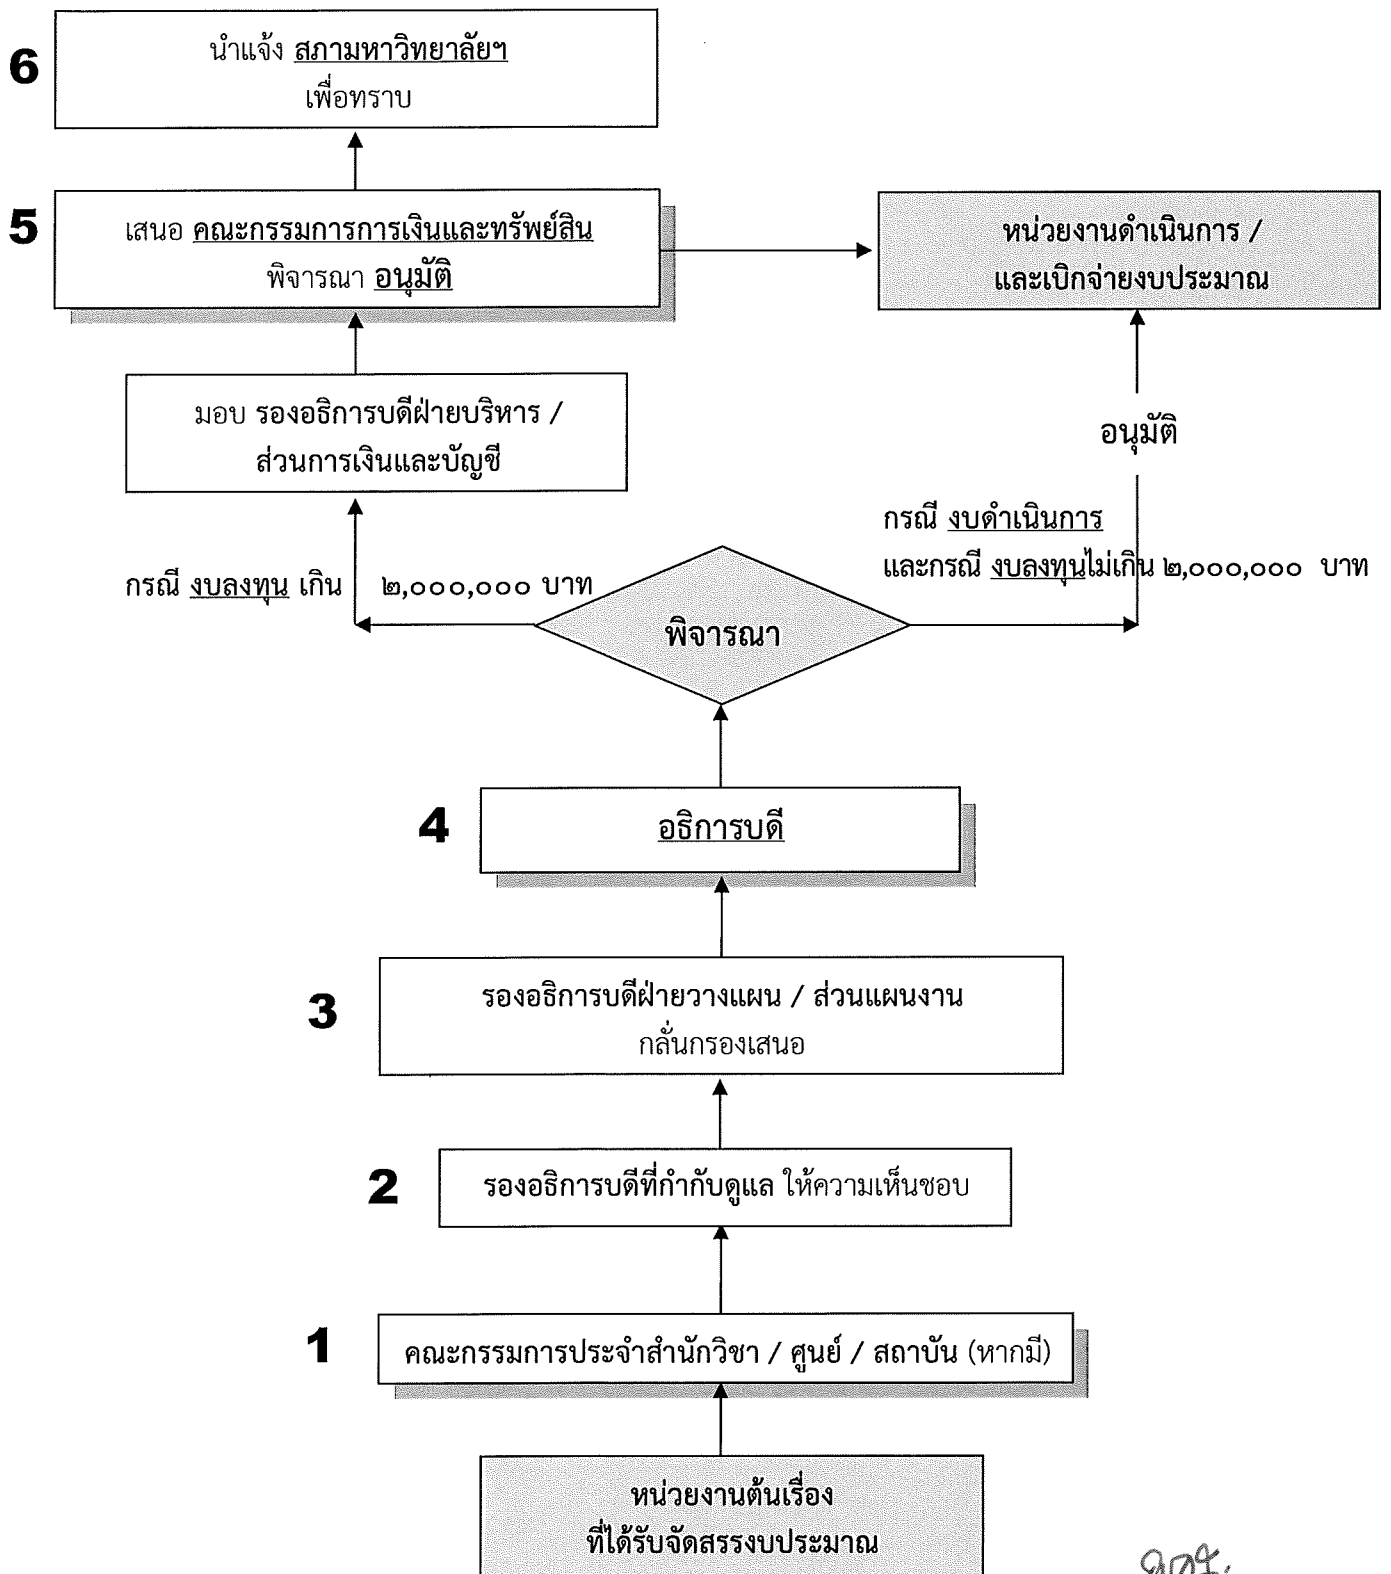 6
นำแจ้ง สภามหาวิทยาลัยฯ
เพื่อทราบ
5
เสนอ คณะกรรมการการเงินและทรัพย์สิน
พิจารณา อนุมัติ
หน่วยงานดำเนินการ /
และเบิกจ่ายงบประมาณ
มอบ รองอธิการบดีฝ่ายบริหาร /
ส่วนการเงินและบัญชี
อนุมัติ
กรณี งบดำเนินการ
และกรณี งบลงทุนไม่เกิน ๒,๐๐๐,๐๐๐ บาท
กรณี งบลงทุน เกิน ๒,๐๐๐,๐๐๐ บาท
พิจารณา
4
อธิการบดี
3
รองอธิการบดีฝ่ายวางแผน / ส่วนแผนงาน
กลั่นกรองเสนอ
2
รองอธิการบดีที่กำกับดูแล ให้ความเห็นชอบ
1
คณะกรรมการประจำสำนักวิชา / ศูนย์ / สถาบัน (หากมี)
หน่วยงานต้นเรื่อง
ที่ได้รับจัดสรรงบประมาณ